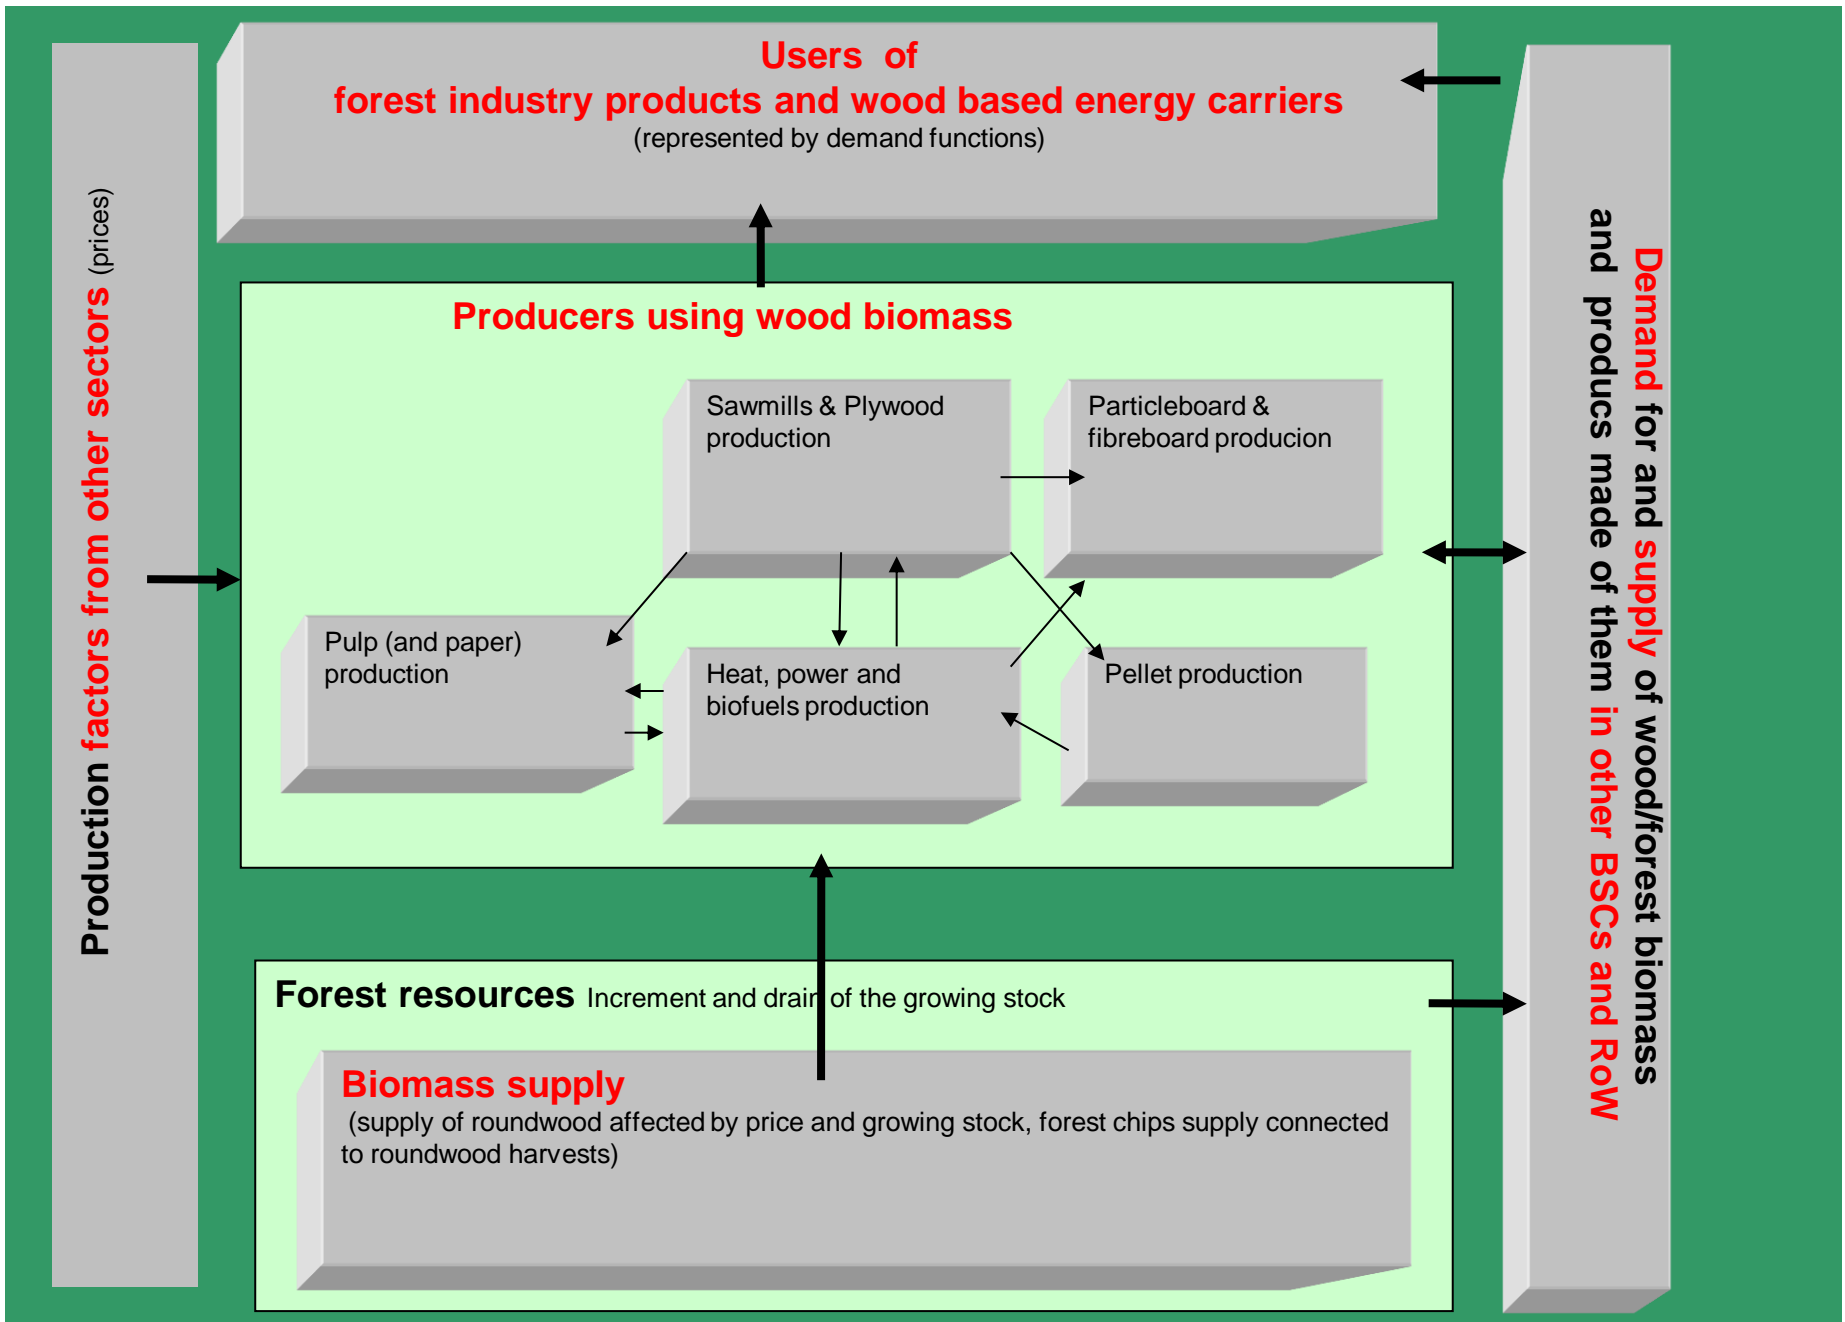 Users of
forest industry products and wood based energy carriers
(represented by demand functions)
Production factors from other sectors (prices)
Producers using wood biomass
Sawmills & Plywood
production
Particleboard &
fibreboard producion
Pulp (and paper)
production
Heat, power and
biofuels production
Pellet production
Forest resources Increment and drain of the growing stock
Biomass supply
(supply of roundwood affected by price and growing stock, forest chips supply connected
to roundwood harvests)
Demand for and supply of wood/forest biomass
and producs made of them in other BSCs and RoW